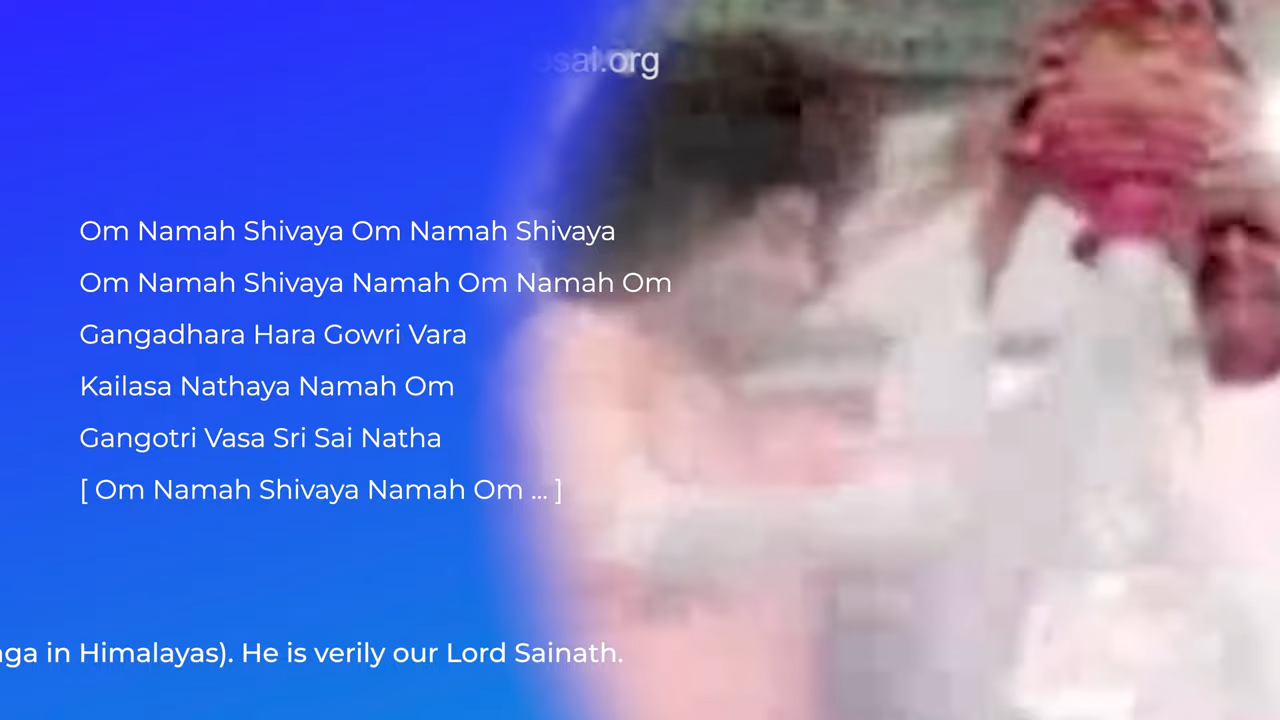 sai.org
Om Namah Shivaya Om Namah Shivaya
Om Namah Shivaya Namah Om Namah Om
Gangadhara Hara Gowri Vara
Kailasa Nathaya Namah Om
Gangotri Vasa Sri Sai Natha
[ Om Namah Shivaya Namah Om ... ]
in Himalayas). He is verily our Lord Sainath.